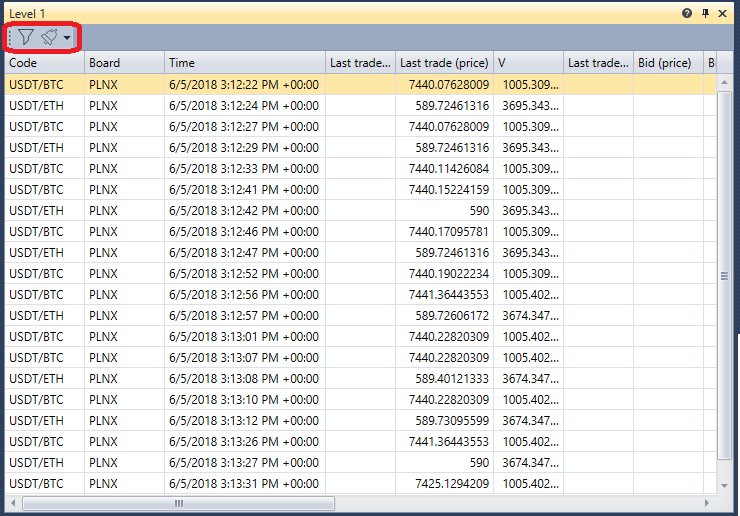 Level 1
Code Board Time Last trade... Last trade (price) V Last trade... Bid (price) B
USDT/BTC PLNX 6/5/2018 3:12:22 PM +00:00 7440.07628009 1005.309...
USDT/ETH PLNX 6/5/2018 3:12:24 PM +00:00 589.72461316 3695.343...
USDT/BTC PLNX 6/5/2018 3:12:27 PM +00:00 7440.07628009 1005.309...
USDT/ETH PLNX 6/5/2018 3:12:29 PM +00:00 589.72461316 3695.343...
USDT/BTC PLNX 6/5/2018 3:12:33 PM +00:00 7440.11426084 1005.309...
USDT/BTC PLNX 6/5/2018 3:12:41 PM +00:00 7440.15224159 1005.309...
USDT/ETH PLNX 6/5/2018 3:12:42 PM +00:00 590 3695.343...
USDT/BTC PLNX 6/5/2018 3:12:46 PM +00:00 7440.17095781 1005.309...
USDT/ETH PLNX 6/5/2018 3:12:47 PM +00:00 589.72461316 3695.343...
USDT/BTC PLNX 6/5/2018 3:12:52 PM +00:00 7440.19022234 1005.309...
USDT/BTC PLNX 6/5/2018 3:12:56 PM +00:00 7441.36443553 1005.402...
USDT/ETH PLNX 6/5/2018 3:12:57 PM +00:00 589.72606172 3674.347...
USDT/BTC PLNX 6/5/2018 3:13:01 PM +00:00 7440.22820309 1005.402...
USDT/BTC PLNX 6/5/2018 3:13:07 PM +00:00 7440.22820309 1005.402...
USDT/ETH PLNX 6/5/2018 3:13:08 PM +00:00 589.40121333 3674.347...
USDT/BTC PLNX 6/5/2018 3:13:10 PM +00:00 7440.22820309 1005.402...
USDT/ETH PLNX 6/5/2018 3:13:12 PM +00:00 589.73095599 3674.347...
USDT/BTC PLNX 6/5/2018 3:13:26 PM +00:00 7441.36443553 1005.402...
USDT/ETH PLNX 6/5/2018 3:13:27 PM +00:00 590 3674.347...
USDT/BTC PLNX 6/5/2018 3:13:31 PM +00:00 7425.1294209 1005.402...